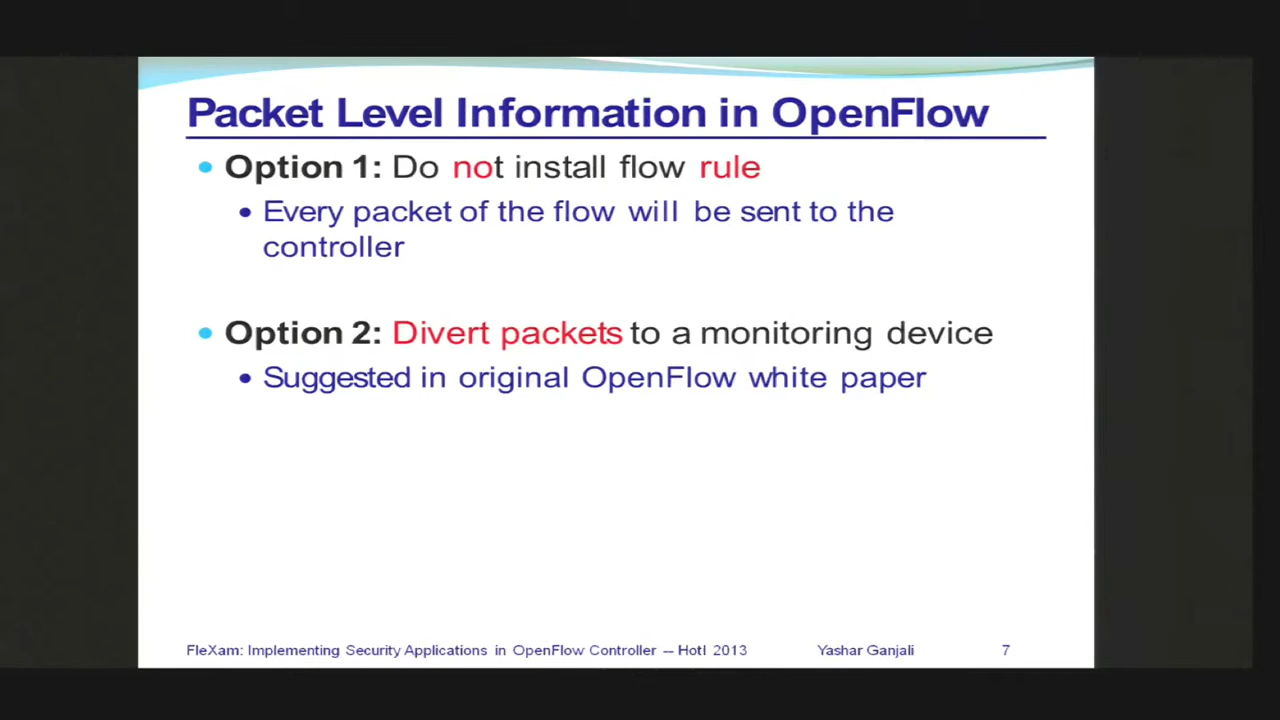 Packet Level Information in OpenFlow
• Option 1: Do not install flow rule
• Every packet of the flow will be sent to the
controller
• Option 2: Divert packets to a monitoring device
• Suggested in original OpenFlow white paper
FleXam: Implementing Security Applications in OpenFlow Controller -- HotI 2013 Yashar Ganjali 7